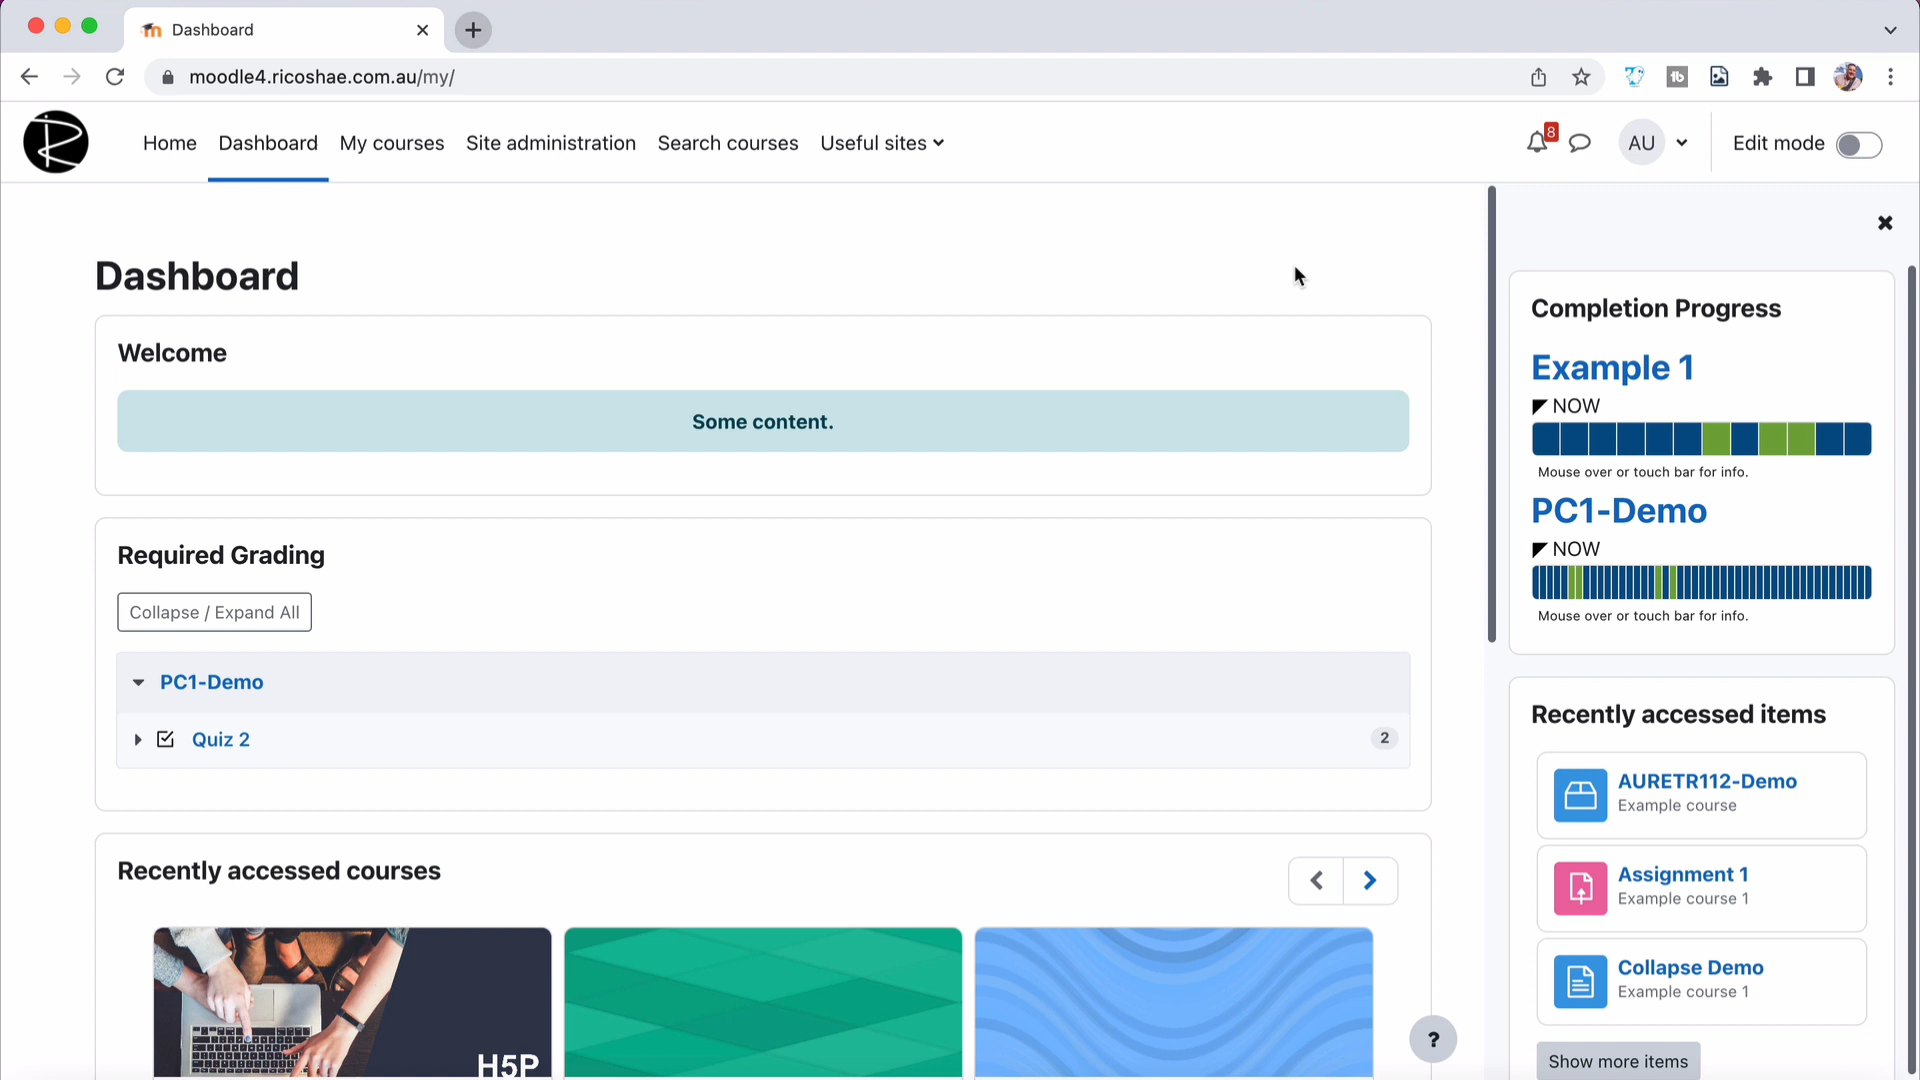 Dashboard
moodle4.ricoshae.com.au/my/
Home Dashboard My courses Site administration Search courses Useful sites
8
AU
Edit mode
Dashboard
Welcome
Some content.
Required Grading
Collapse / Expand All
PC1-Demo
Quiz 2
2
Recently accessed courses
H5P
?
Completion Progress
Example 1
NOW
Mouse over or touch bar for info.
PC1-Demo
NOW
Mouse over or touch bar for info.
Recently accessed items
AURETR112-Demo
Example course
Assignment 1
Example course 1
Collapse Demo
Example course 1
Show more items